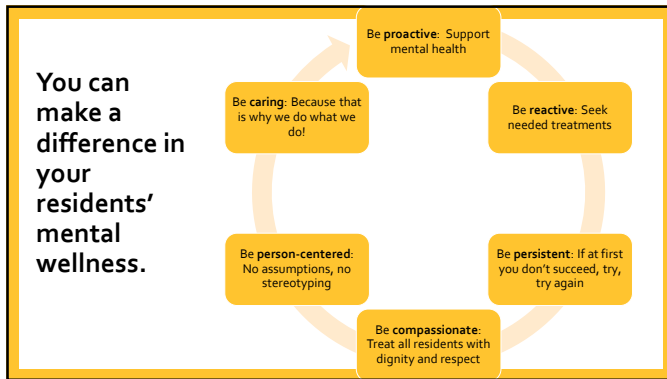 You can
make a
difference in
your
residents’
mental
wellness.
Be proactive: Support
mental health
Be reactive: Seek
needed treatments
Be persistent: If at first
you don’t succeed, try,
try again
Be compassionate:
Treat all residents with
dignity and respect
Be person-centered:
No assumptions, no
stereotyping
Be caring: Because that
is why we do what we
do!